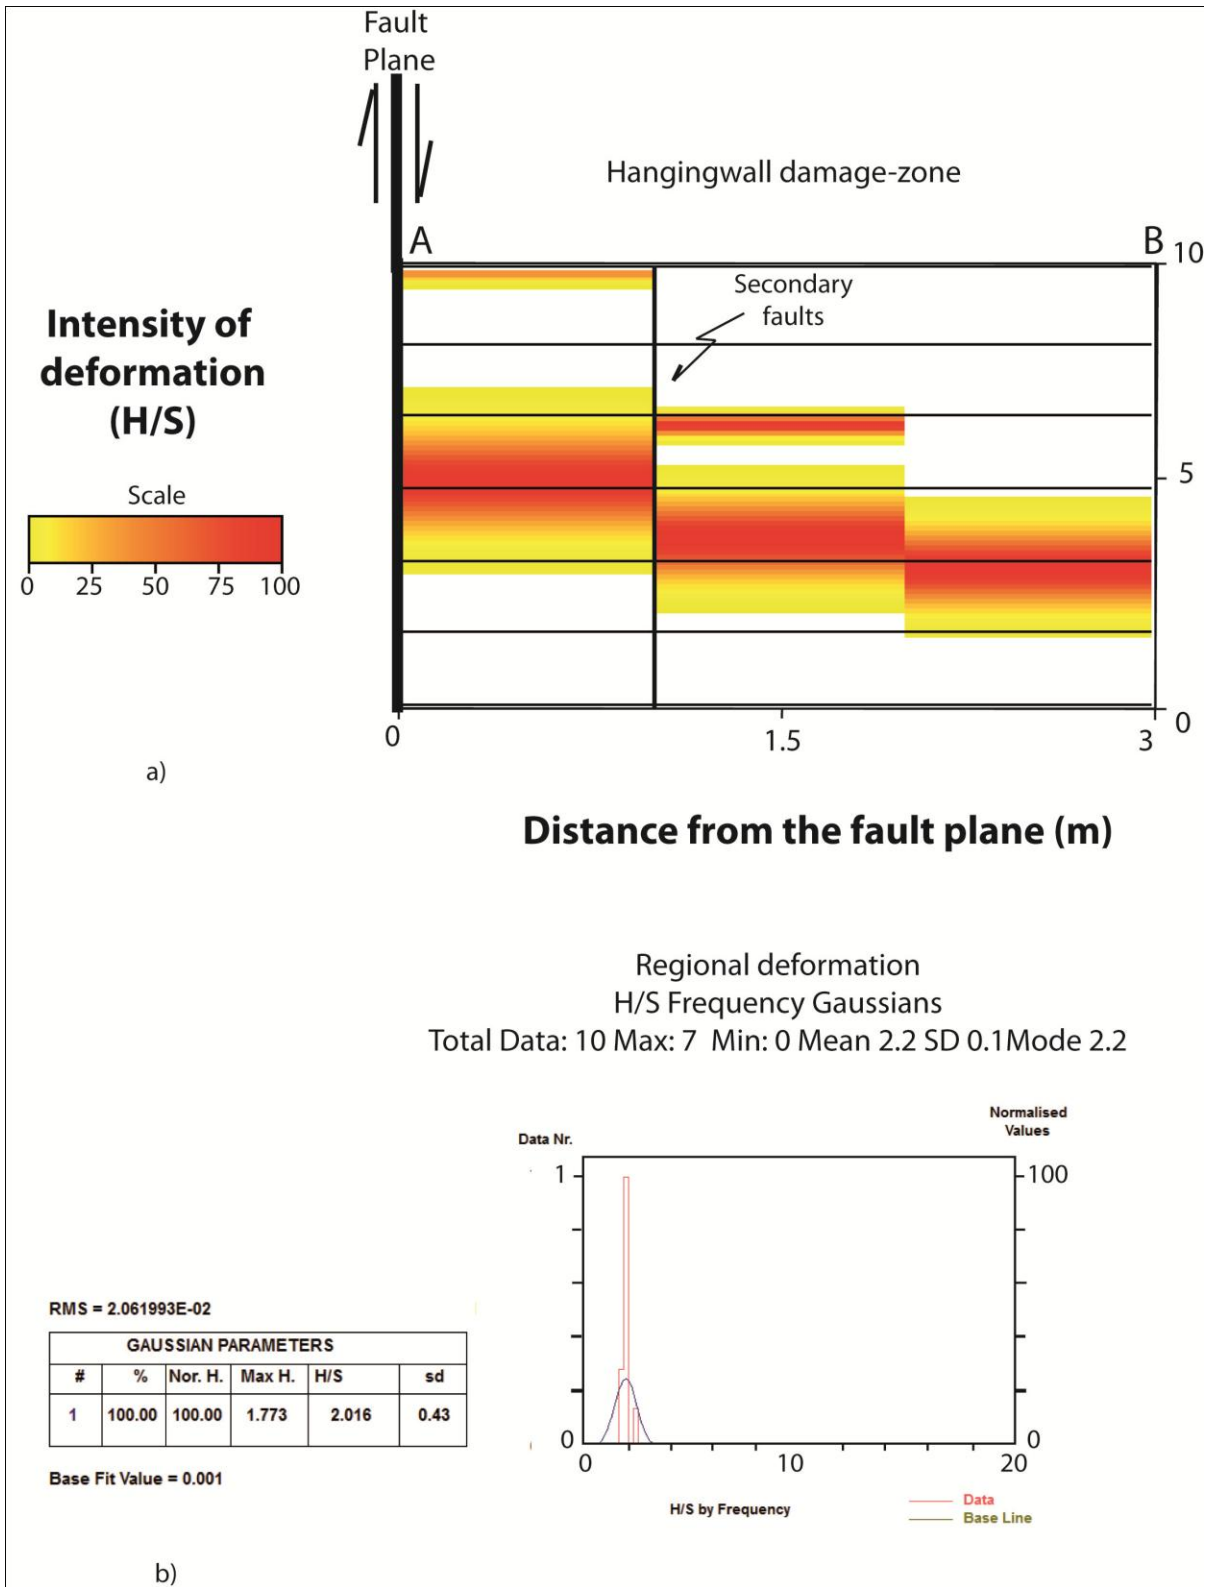 Fault
Plane
Hangingwall damage-zone
A
B
10
Secondary
faults
Intensity of
deformation
(H/S)
Scale
0 25 50 75 100
5
0
0 1.5 3
a)
Distance from the fault plane (m)
Regional deformation
H/S Frequency Gaussians
Total Data: 10 Max: 7 Min: 0 Mean 2.2 SD 0.1Mode 2.2
Normalised
Values
Data Nr.
1
100
0
0
0 10 20
H/S by Frequency
Data
Base Line
RMS = 2.061993E-02
GAUSSIAN PARAMETERS
# % Nor. H. Max H. H/S sd
1 100.00 100.00 1.773 2.016 0.43
Base Fit Value = 0.001
b)